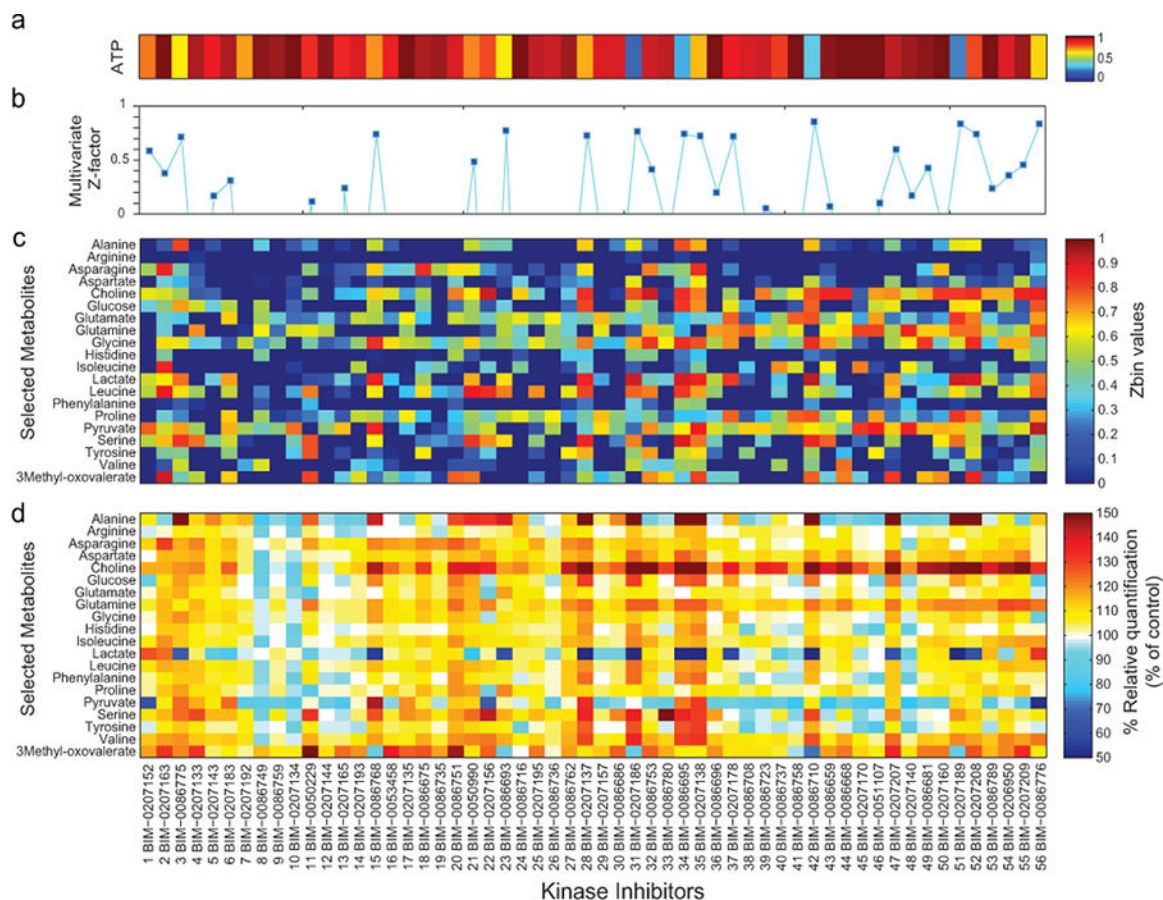 a
ATP
1
0.5
0
b
Multivariate
Z-factor
1
0.5
0
c
Selected Metabolites
Alanine
Arginine
Asparagine
Aspartate
Choline
Glucose
Glutamate
Glutamine
Glycine
Histidine
Isoleucine
Lactate
Leucine
Phenylalanine
Proline
Pyruvate
Serine
Tyrosine
Valine
3Methyl-oxovalerate
1
0.9
0.8
0.7
0.6
0.5
0.4
0.3
0.2
0.1
0
Zbin values
d
Selected Metabolites
Alanine
Arginine
Asparagine
Aspartate
Choline
Glucose
Glutamate
Glutamine
Glycine
Histidine
Isoleucine
Lactate
Leucine
Phenylalanine
Proline
Pyruvate
Serine
Tyrosine
Valine
3Methyl-oxovalerate
150
140
130
120
110
100
90
80
70
60
50
% Relative quantification
(% of control)
1 BIM-0207152
2 BIM-0207163
3 BIM-0086775
4 BIM-0207133
5 BIM-0207143
6 BIM-0207183
7 BIM-0207192
8 BIM-0086749
9 BIM-0086759
10 BIM-0207134
11 BIM-0050229
12 BIM-0207144
13 BIM-0207165
14 BIM-0207193
15 BIM-0086768
16 BIM-0053458
17 BIM-0207135
18 BIM-0086675
19 BIM-0086735
20 BIM-0086751
21 BIM-0050990
22 BIM-0207156
23 BIM-0086693
24 BIM-0086716
25 BIM-0207195
26 BIM-0086736
27 BIM-0086762
28 BIM-0207137
29 BIM-0207157
30 BIM-0086686
31 BIM-0207186
32 BIM-0086753
33 BIM-0086780
34 BIM-0086695
35 BIM-0207138
36 BIM-0086696
37 BIM-0207178
38 BIM-0086708
39 BIM-0086723
40 BIM-0086737
41 BIM-0086758
42 BIM-0086710
43 BIM-0086659
44 BIM-0086668
45 BIM-0207170
46 BIM-0051107
47 BIM-0207207
48 BIM-0207140
49 BIM-0086681
50 BIM-0207160
51 BIM-0207189
52 BIM-0207208
53 BIM-0086789
54 BIM-0206950
55 BIM-0207209
56 BIM-0086776
Kinase Inhibitors